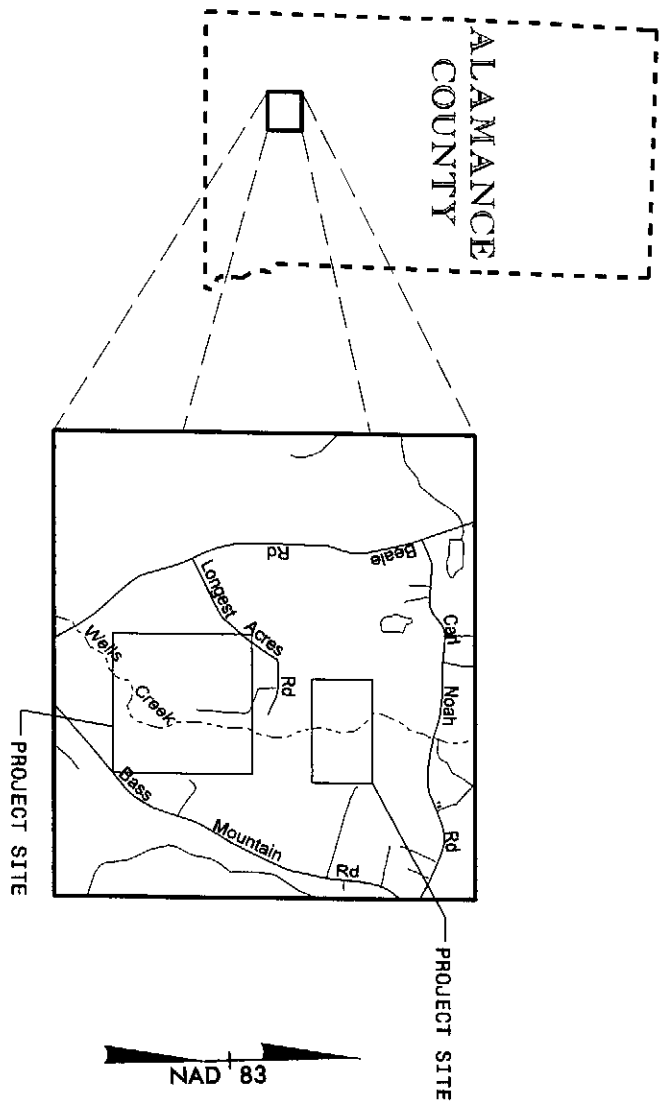 ALAMANCE
COUNTY
Beale
Rd
Carl Noah Rd
Longest Acres Rd
Wells Creek
Bass Mountain Rd
PROJECT SITE
PROJECT SITE
NAD 83